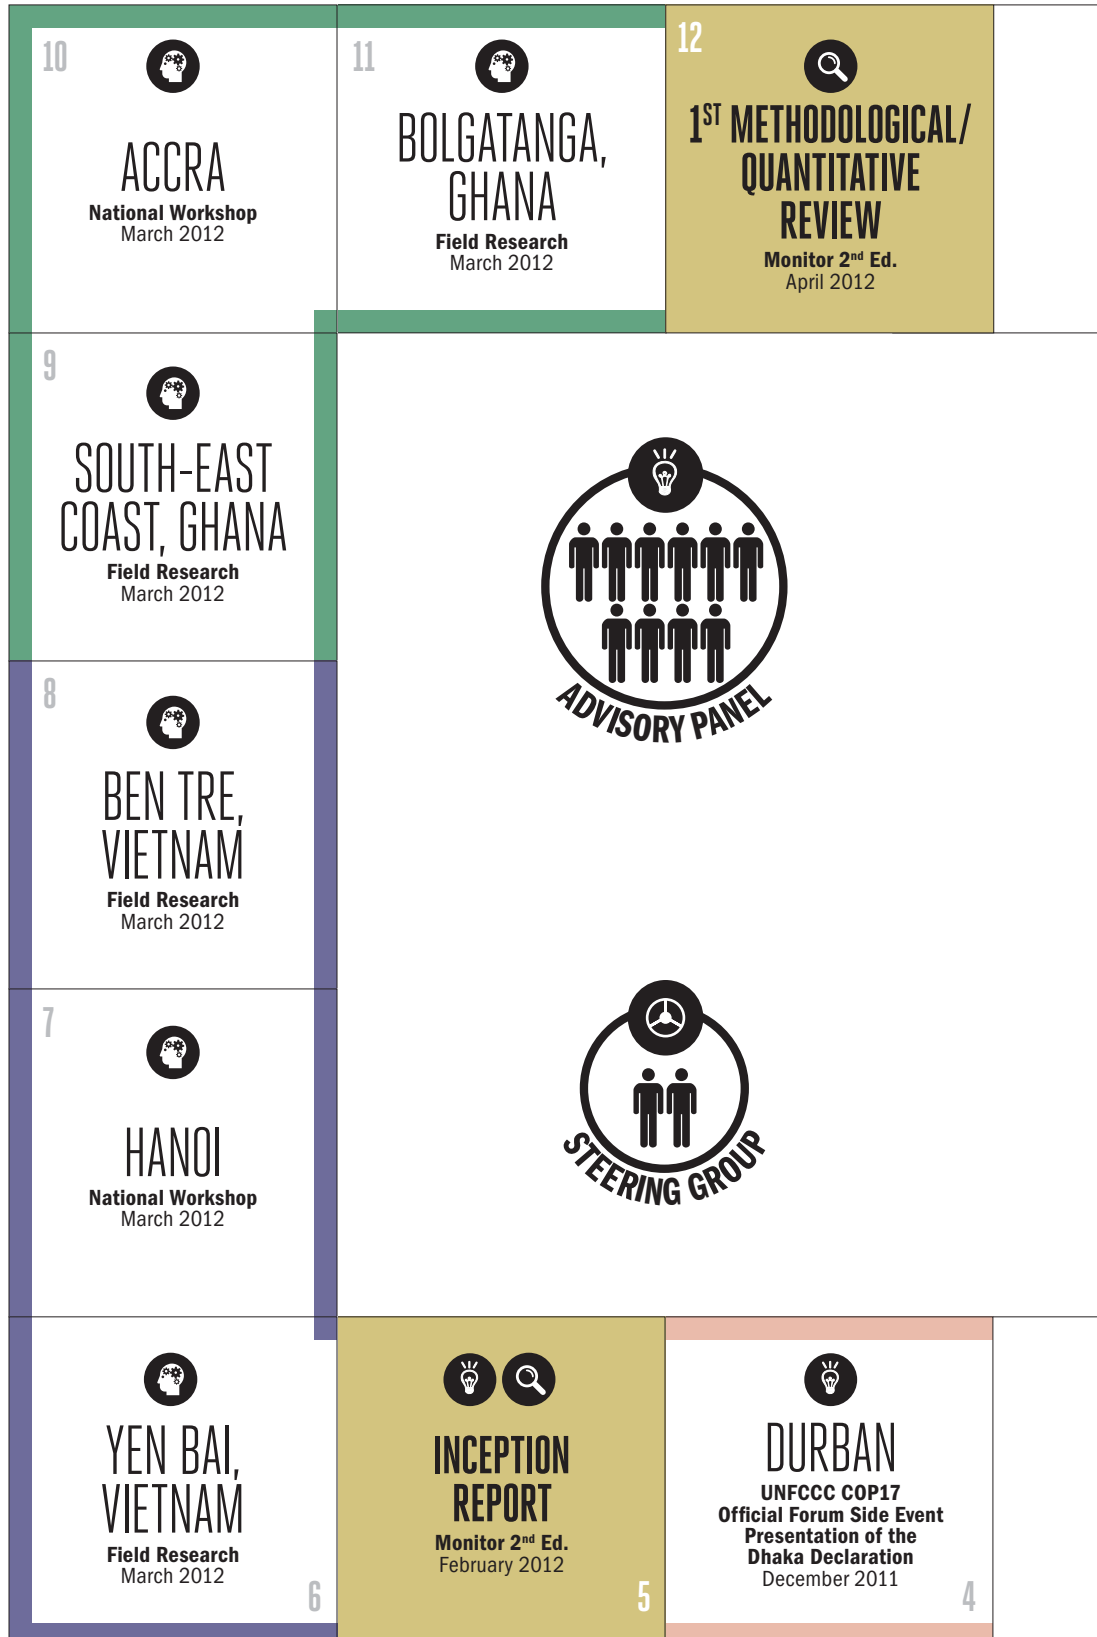 10
ACCRA
National Workshop
March 2012
11
BOLGATANGA,
GHANA
Field Research
March 2012
12
1ST METHODOLOGICAL/
QUANTITATIVE
REVIEW
Monitor 2nd Ed.
April 2012
9
SOUTH-EAST
COAST, GHANA
Field Research
March 2012
ADVISORY PANEL
8
BEN TRE,
VIETNAM
Field Research
March 2012
7
HANOI
National Workshop
March 2012
STEERING GROUP
YEN BAI,
VIETNAM
Field Research
March 2012
6
INCEPTION
REPORT
Monitor 2nd Ed.
February 2012
5
DURBAN
UNFCCC COP17
Official Forum Side Event
Presentation of the
Dhaka Declaration
December 2011
4